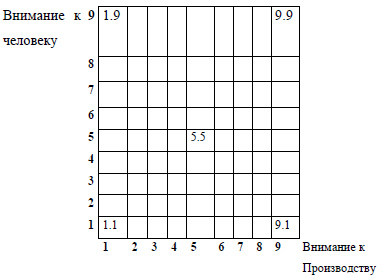 Внимание к 9 1.9 9.9
человеку
8
7
6
5 5.5
4
3
2
1 1.1 9.1
1 2 3 4 5 6 7 8 9 Внимание к
Производству